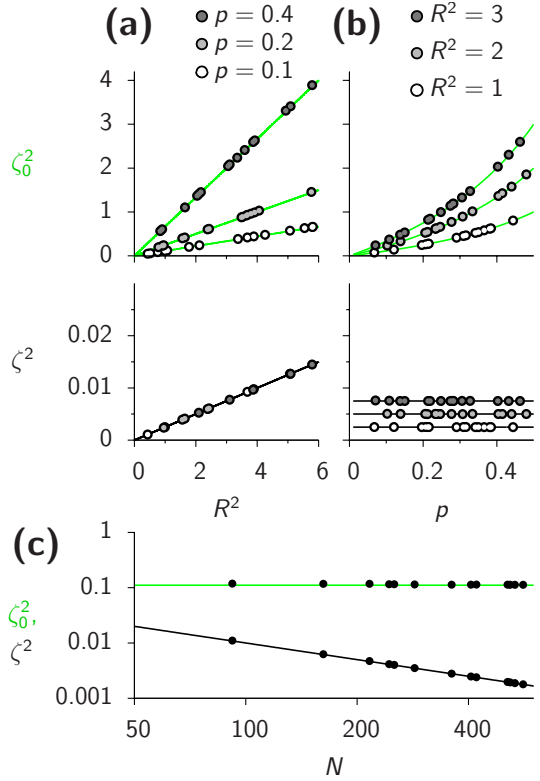 (a)
p = 0.4
p = 0.2
p = 0.1
(b)
R² = 3
R² = 2
R² = 1
ζ₀²
4
3
2
1
0
ζ²
0.02
0.01
0
0 2 4 6
R²
0 0.2 0.4
p
(c)
ζ₀²,
ζ²
1
0.1
0.01
0.001
50 100 200 400
N